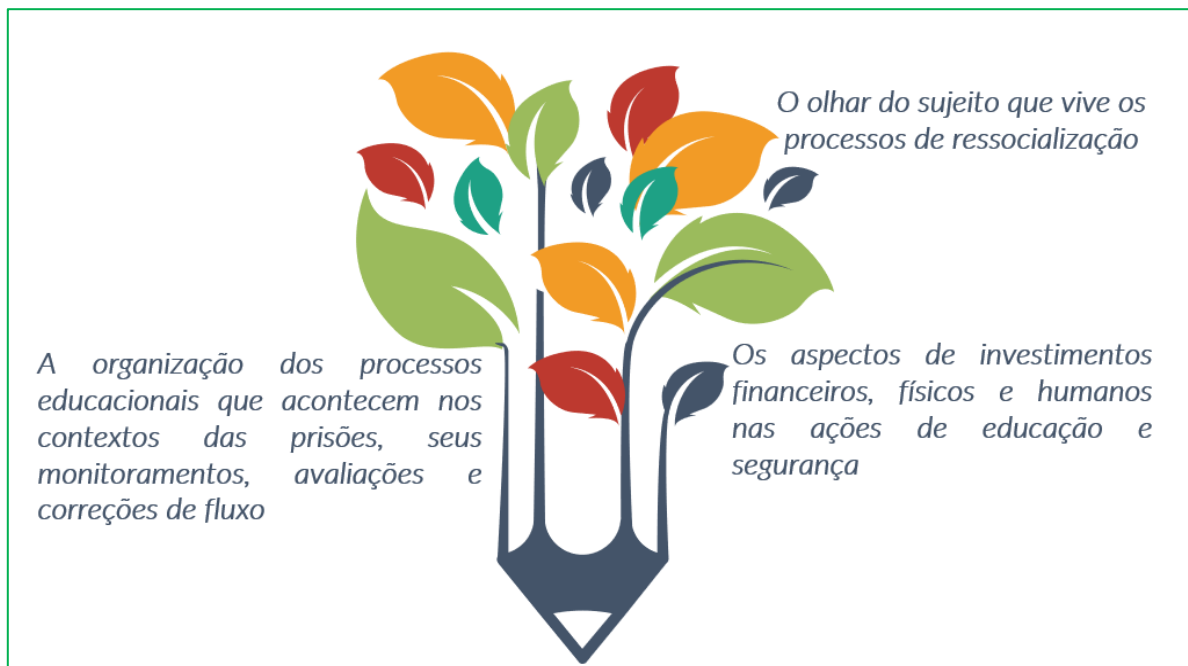 O olhar do sujeito que vive os
processos de ressocialização
A organização dos processos
educacionais que acontecem nos
contextos das prisões, seus
monitoramentos, avaliações e
correções de fluxo
Os aspectos de investimentos
financeiros, físicos e humanos
nas ações de educação e
segurança